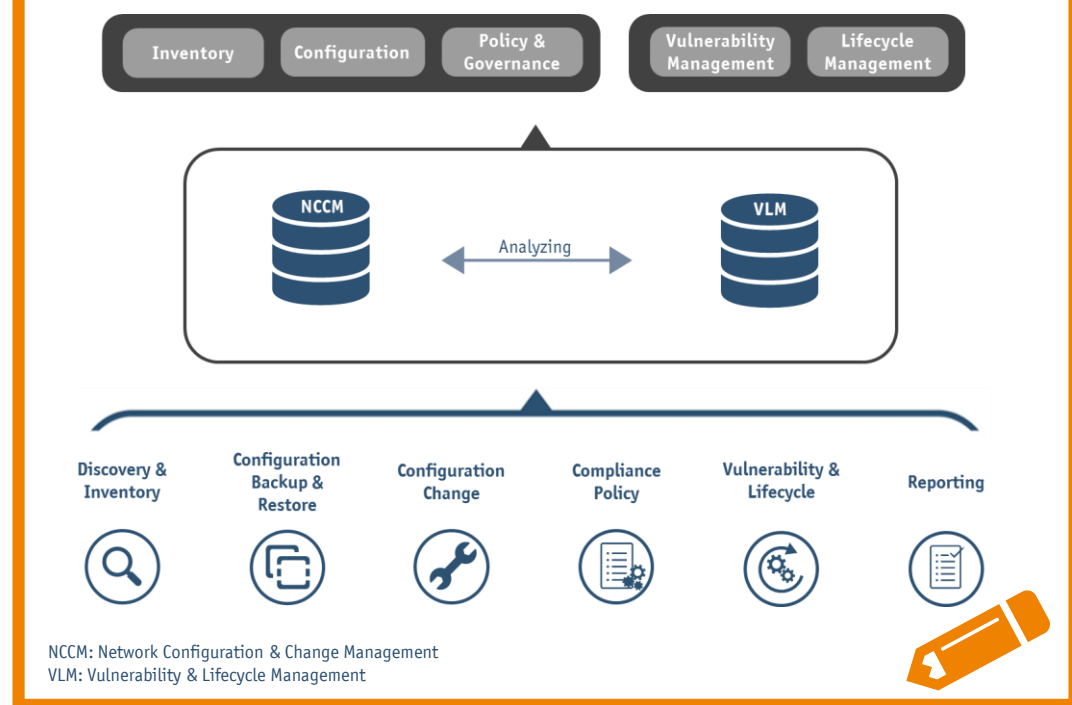 Inventory
Configuration
Policy &
Governance
Vulnerability
Management
Lifecycle
Management
NCCM
Analyzing
VLM
Discovery &
Inventory
Configuration
Backup &
Restore
Configuration
Change
Compliance
Policy
Vulnerability &
Lifecycle
Reporting
NCCM: Network Configuration & Change Management
VLM: Vulnerability & Lifecycle Management